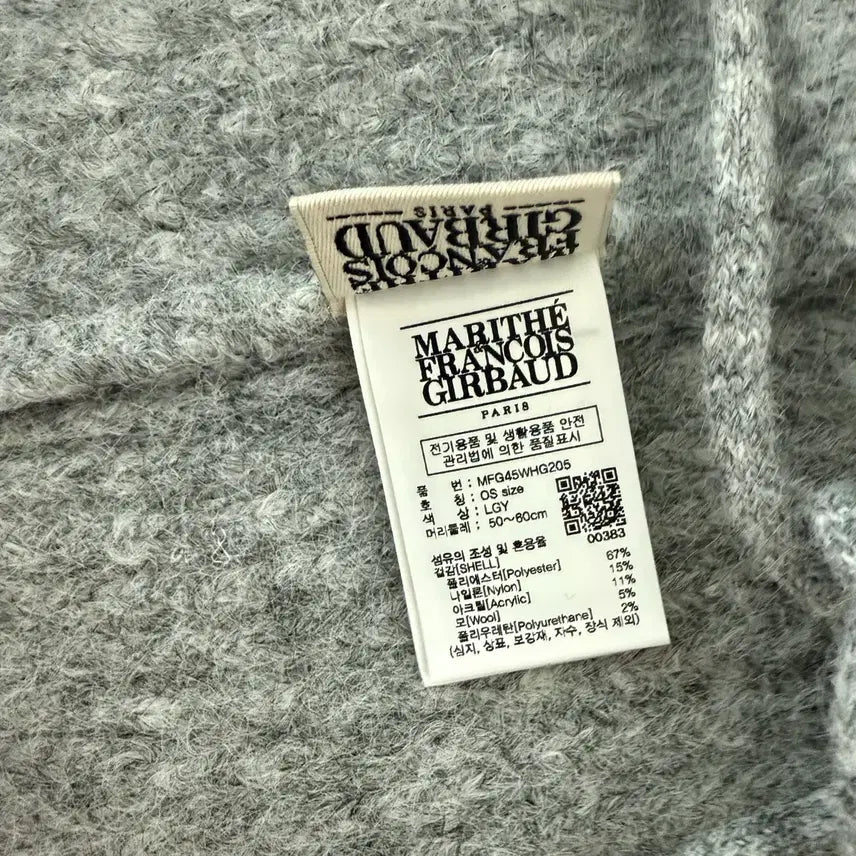 PARIS
GIRBAUD
FRANÇOIS
MARITHÉ
FRANCOIS
GIRBAUD
PARIS
전기용품 및 생활용품 안전
관리법에 의한 품질표시
품 번 : MFG45WHG205
호 칭 : OS size
색 상 : LGY
머리둘레 : 50~60cm
00383
섬유의 조성 및 혼용율
겉감[SHELL]
폴리에스터[Polyester] 67%
나일론[Nylon] 15%
아크릴[Acrylic] 11%
모[Wool] 5%
폴리우레탄[Polyurethane] 2%
(심지, 상표, 보강재, 자수, 장식 제외)